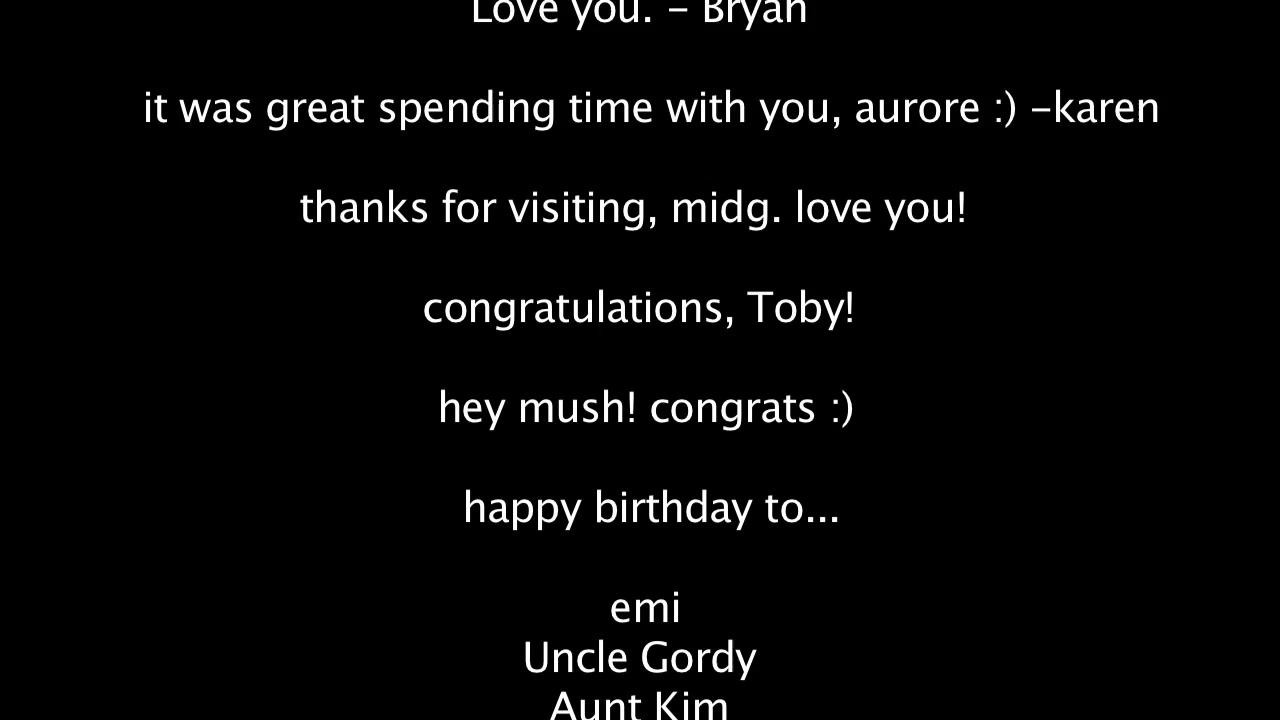 Love you. - Bryan
it was great spending time with you, aurore :) -karen
thanks for visiting, midg. love you!
congratulations, Toby!
hey mush! congrats :)
happy birthday to...
emi
Uncle Gordy
Aunt Kim